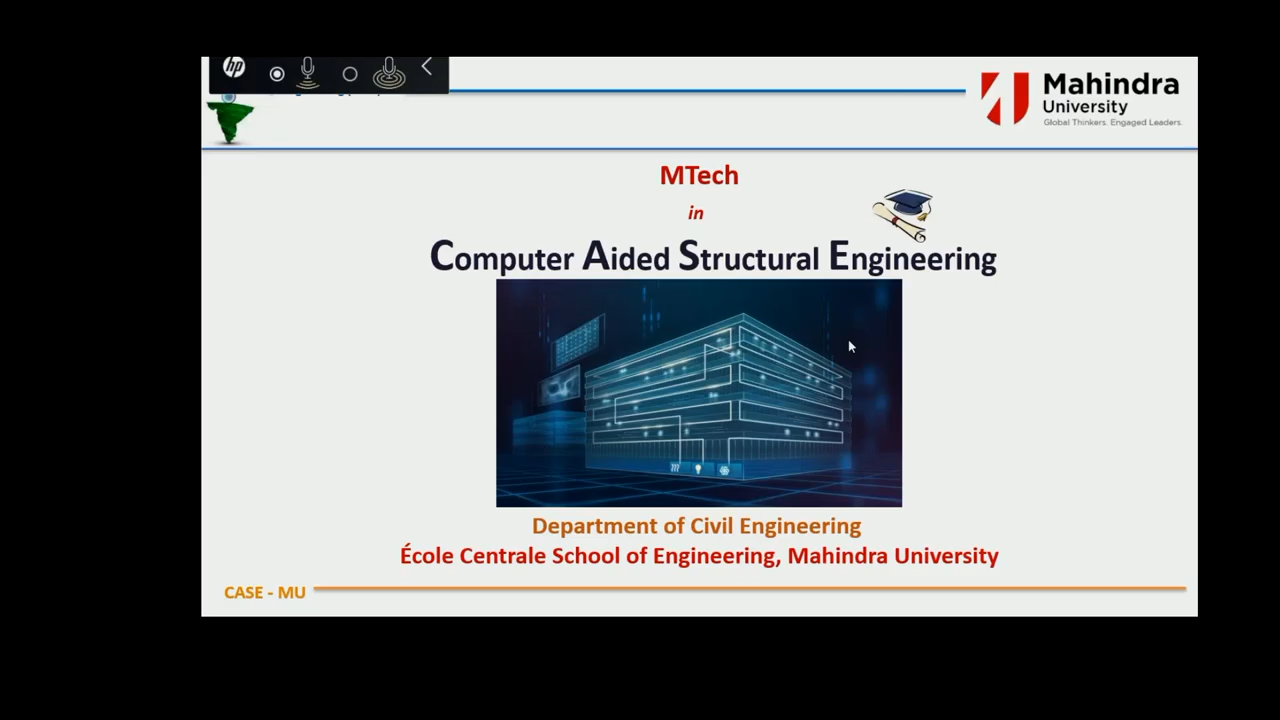 hp
Mahindra
University
Global Thinkers. Engaged Leaders.
MTech
in
Computer Aided Structural Engineering
Department of Civil Engineering
École Centrale School of Engineering, Mahindra University
CASE - MU